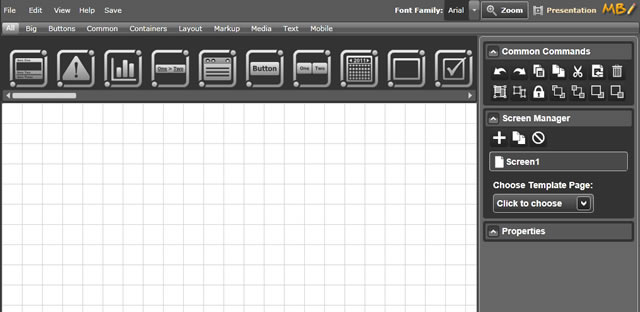 File Edit View Help Save Font Family: Arial Zoom Presentation MB!
All Big Buttons Common Containers Layout Markup Media Text Mobile
One > Two Button One Two 2011
Common Commands
Screen Manager
Screen1
Choose Template Page:
Click to choose
Properties